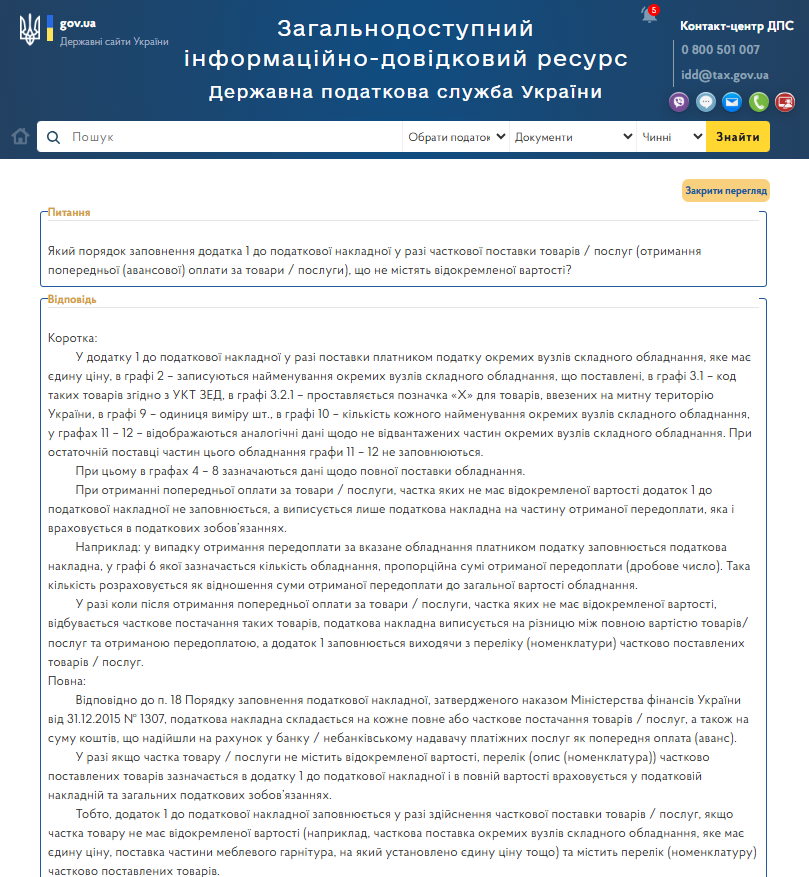 gov.ua
Державні сайти України
Загальнодоступний
інформаційно-довідковий ресурс
Державна податкова служба України
5
Контакт-центр ДПС
0 800 501 007
idd@tax.gov.ua
Пошук
Обрати податок
Документи
Чинні
Знайти
Закрити перегляд
Питання
Який порядок заповнення додатка 1 до податкової накладної у разі часткової поставки товарів / послуг (отримання
попередньої (авансової) оплати за товари / послуги), що не містять відокремленої вартості?
Відповідь
Коротка:
У додатку 1 до податкової накладної у разі поставки платником податку окремих вузлів складного обладнання, яке має
єдину ціну, в графі 2 – записуються найменування окремих вузлів складного обладнання, що поставлені, в графі 3.1 – код
таких товарів згідно з УКТ ЗЕД, в графі 3.2.1 – проставляється позначка «Х» для товарів, ввезених на митну територію
України, в графі 9 – одиниця виміру шт., в графі 10 – кількість кожного найменування окремих вузлів складного обладнання,
у графах 11 – 12 – відображаються аналогічні дані щодо не відвантажених частин окремих вузлів складного обладнання. При
остаточній поставці частин цього обладнання графи 11 – 12 не заповнюються.
При цьому в графах 4 – 8 зазначаються дані щодо повної поставки обладнання.
При отриманні попередньої оплати за товари / послуги, частка яких не має відокремленої вартості додаток 1 до
податкової накладної не заповнюється, а виписується лише податкова накладна на частину отриманої передоплати, яка і
враховується в податкових зобов’язаннях.
Наприклад: у випадку отримання передоплати за вказане обладнання платником податку заповнюється податкова
накладна, у графі 6 якої зазначається кількість обладнання, пропорційна сумі отриманої передоплати (дробове число). Така
кількість розраховується як відношення суми отриманої передоплати до загальної вартості обладнання.
У разі коли після отримання попередньої оплати за товари / послуги, частка яких не має відокремленої вартості,
відбувається часткове постачання таких товарів, податкова накладна виписується на різницю між повною вартістю товарів/
послуг та отриманою передоплатою, а додаток 1 заповнюється виходячи з переліку (номенклатури) частково поставлених
товарів / послуг.
Повна:
Відповідно до п. 18 Порядку заповнення податкової накладної, затвердженого наказом Міністерства фінансів України
від 31.12.2015 № 1307, податкова накладна складається на кожне повне або часткове постачання товарів / послуг, а також на
суму коштів, що надійшли на рахунок у банку / небанківському надавачу платіжних послуг як попередня оплата (аванс).
У разі якщо частка товару / послуги не містить відокремленої вартості, перелік (опис (номенклатура)) частково
поставлених товарів зазначається в додатку 1 до податкової накладної і в повній вартості враховується у податковій
накладній та загальних податкових зобов’язаннях.
Тобто, додаток 1 до податкової накладної заповнюється у разі здійснення часткової поставки товарів / послуг, якщо
частка товару не має відокремленої вартості (наприклад, часткова поставка окремих вузлів складного обладнання, яке має
єдину ціну, поставка частини меблевого гарнітура, на який установлено єдину ціну тощо) та містить перелік (номенклатуру)
частково поставлених товарів.